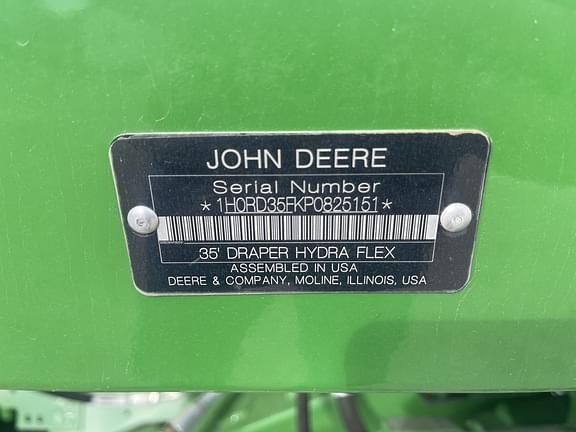 JOHN DEERE
Serial Number
*1H0RD35FKP0825151*
35' DRAPER HYDRA FLEX
ASSEMBLED IN USA
DEERE & COMPANY, MOLINE, ILLINOIS, USA